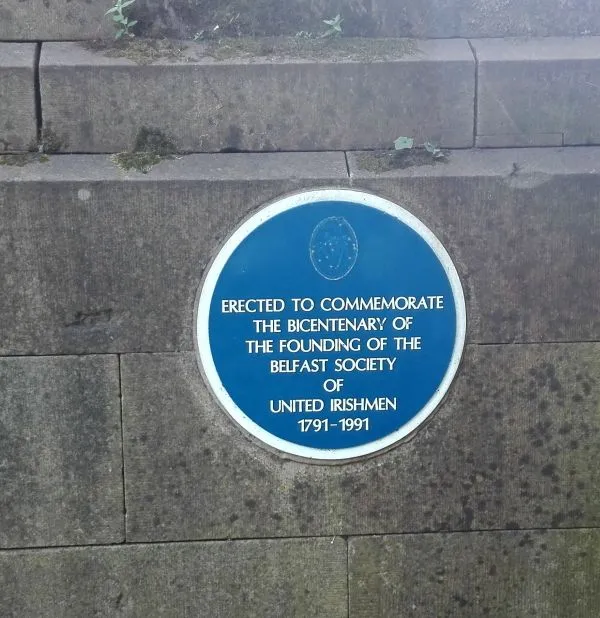 ERECTED TO COMMEMORATE
THE BICENTENARY OF
THE FOUNDING OF THE
BELFAST SOCIETY
OF
UNITED IRISHMEN
1791-1991